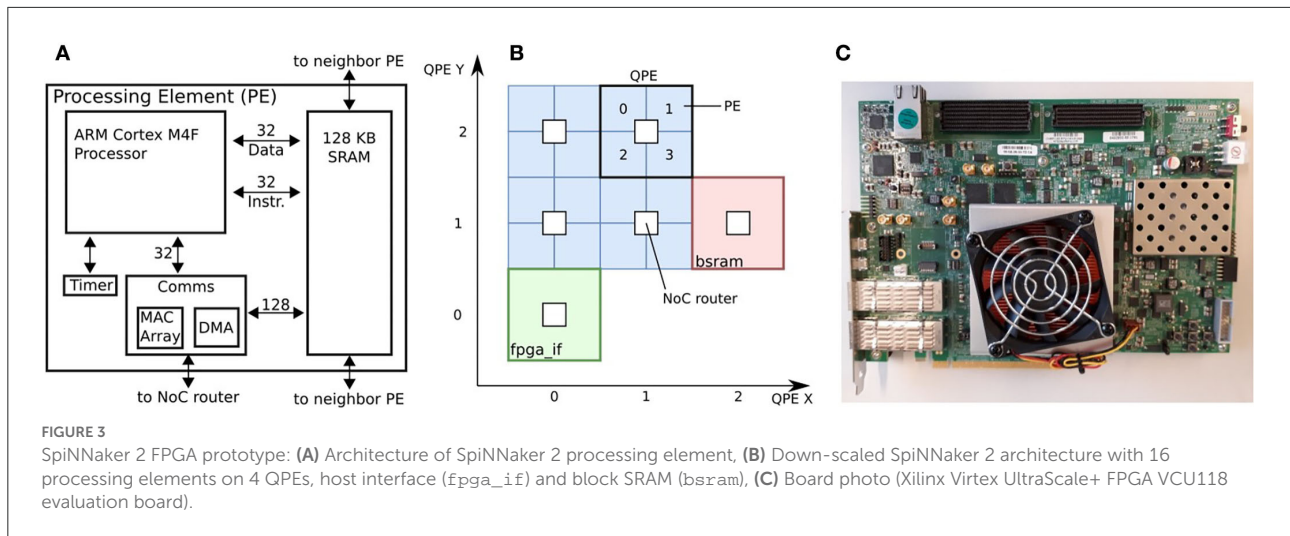 A
to neighbor PE
Processing Element (PE)
ARM Cortex M4F
Processor
32
Data
32
Instr.
128 KB
SRAM
32
Timer
Comms
MAC
Array
DMA
128
to NoC router
to neighbor PE
B
QPE Y
QPE
0
1
PE
2
2
3
1
bsram
NoC router
0
fpga_if
0
1
2
QPE X
C
FIGURE 3
SpiNNaker 2 FPGA prototype: (A) Architecture of SpiNNaker 2 processing element, (B) Down-scaled SpiNNaker 2 architecture with 16
processing elements on 4 QPEs, host interface (fpga_if) and block SRAM (bsram), (C) Board photo (Xilinx Virtex UltraScale+ FPGA VCU118
evaluation board).